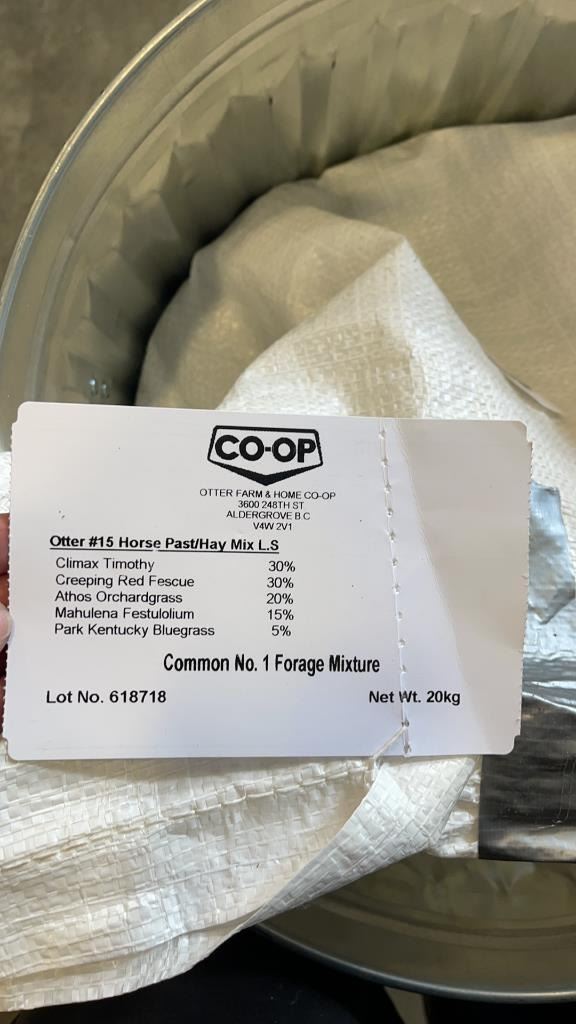 CO-OP
OTTER FARM & HOME CO-OP
3600 248TH ST
ALDERGROVE B C
V4W 2V1
Otter #15 Horse Past/Hay Mix L.S
Climax Timothy 30%
Creeping Red Fescue 30%
Athos Orchardgrass 20%
Mahulena Festulolium 15%
Park Kentucky Bluegrass 5%
Common No. 1 Forage Mixture
Lot No. 618718 Net Wt. 20kg